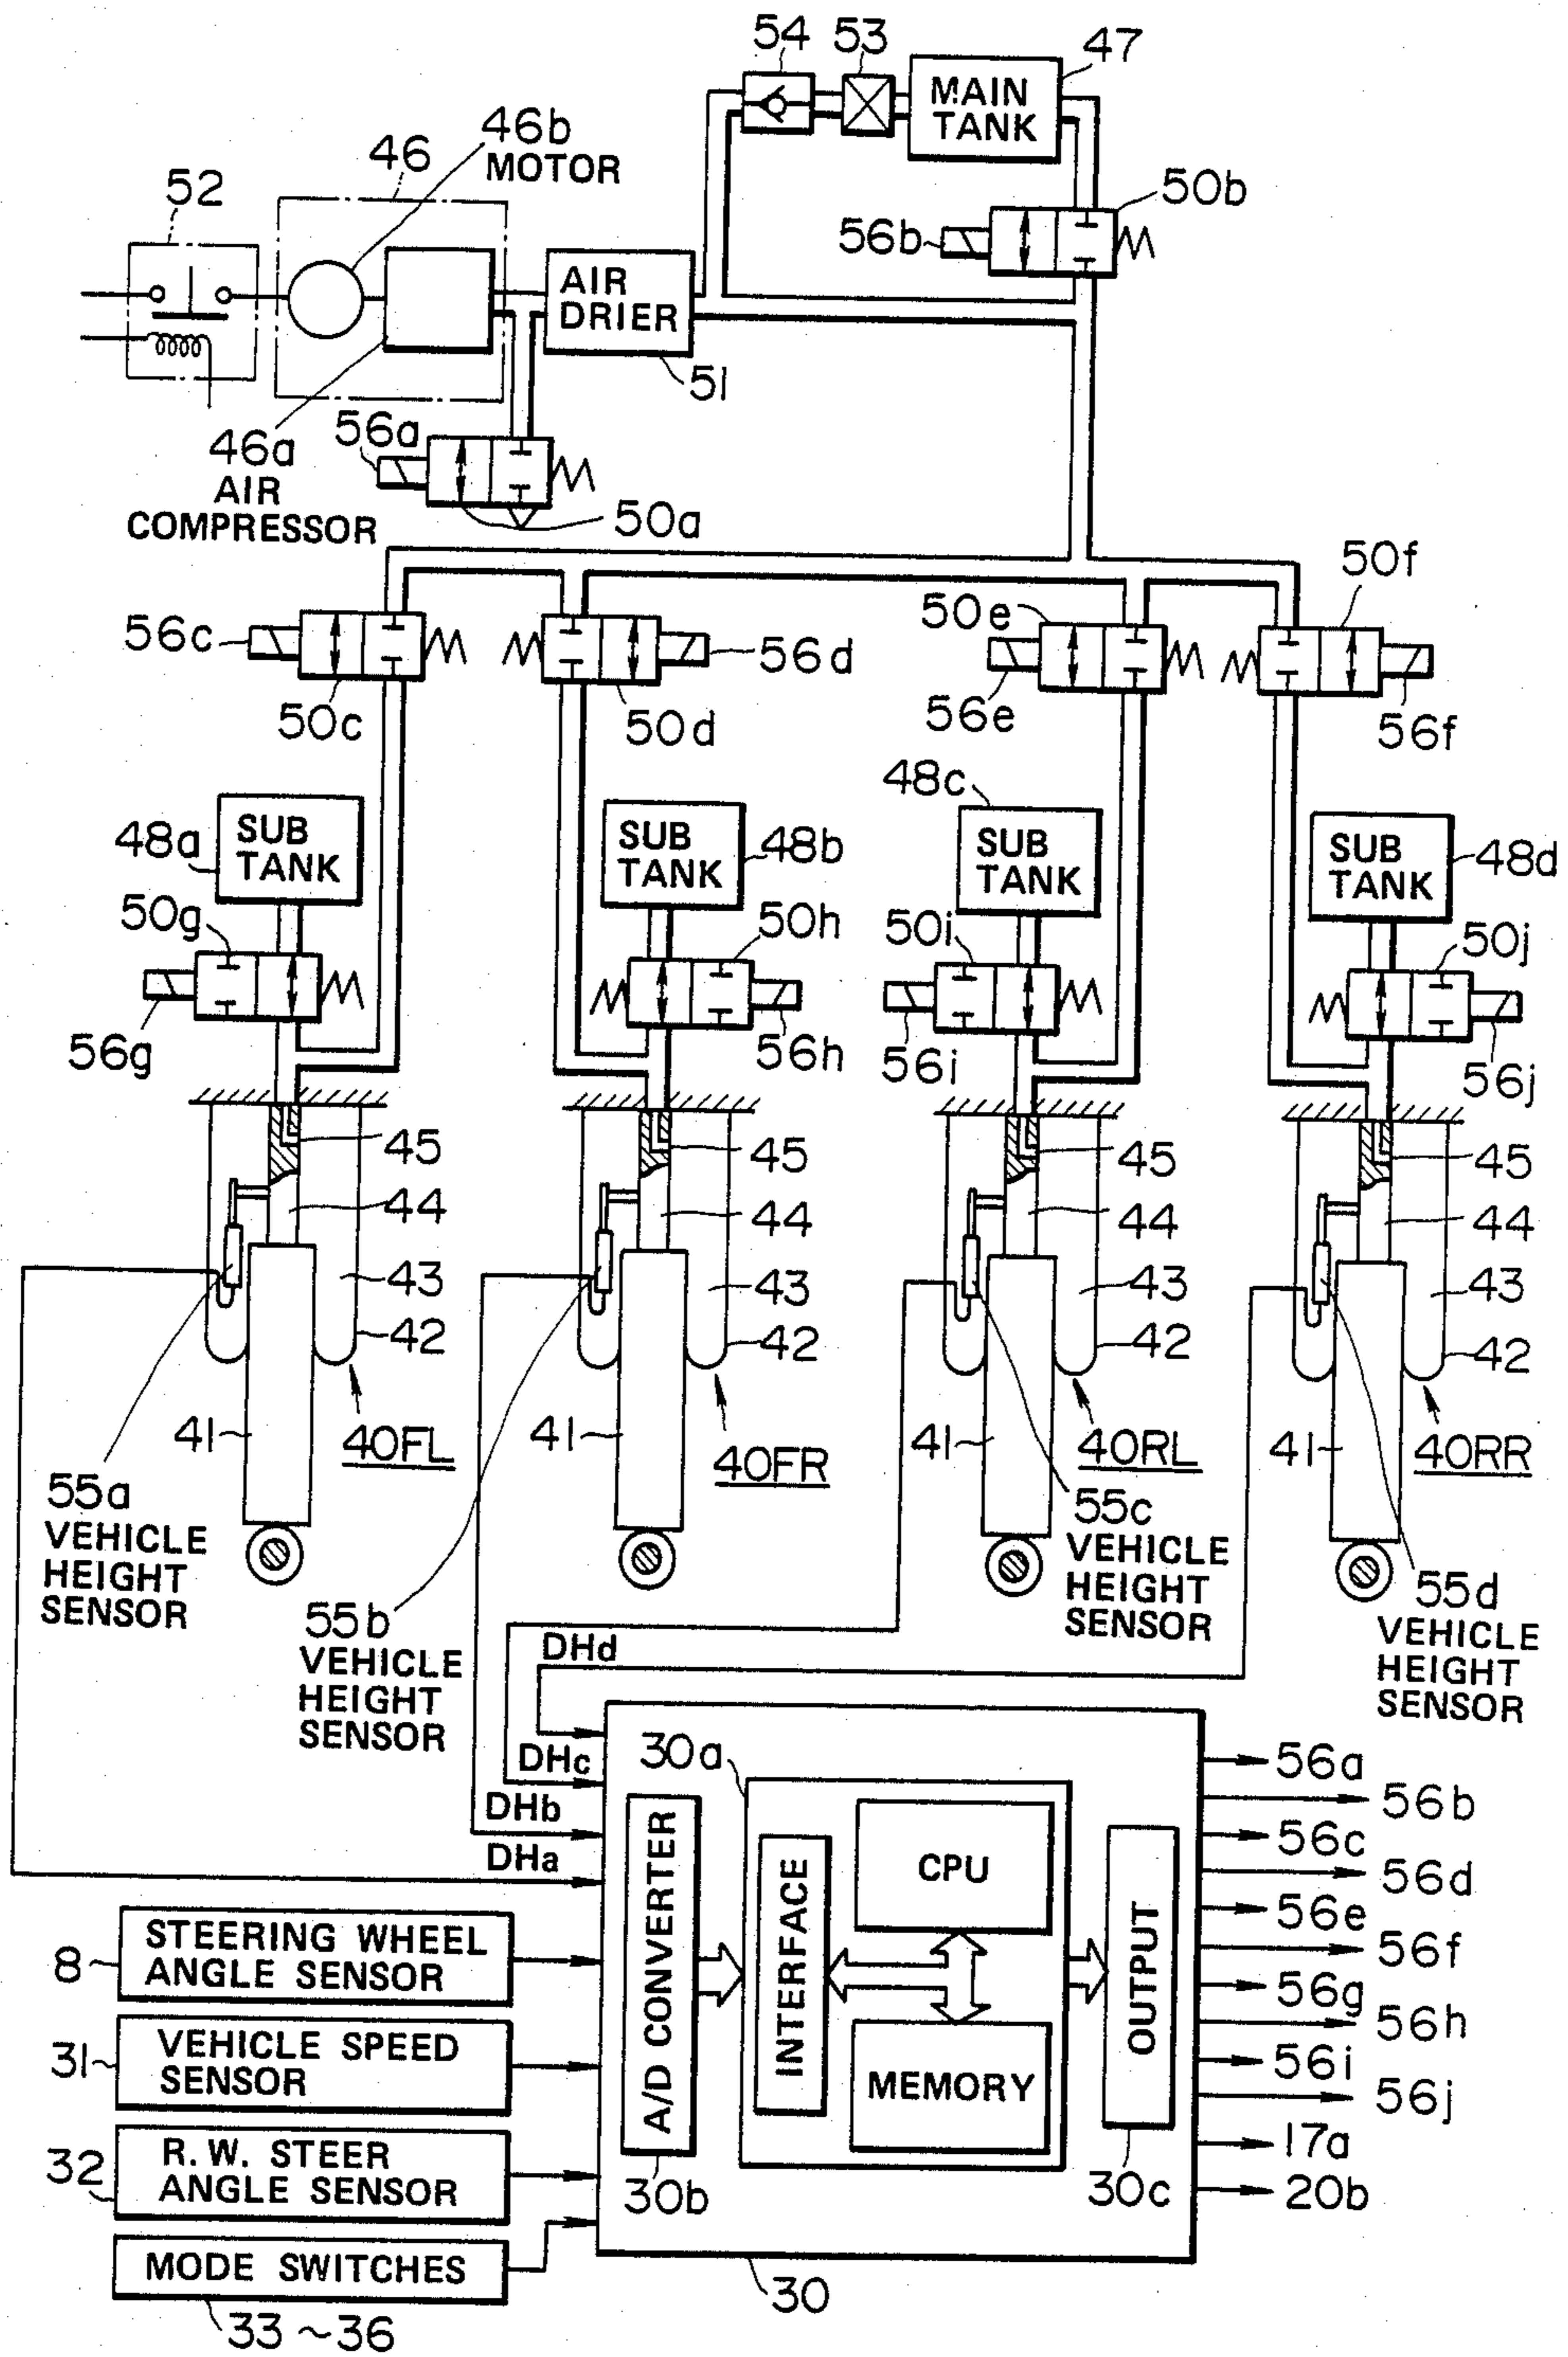 54
53
47
MAIN
TANK
46b
MOTOR
46
52
50b
56b
AIR
DRIER
51
46a
AIR
COMPRESSOR
56a
50a
50f
50e
56c
56d
50c
50d
56e
56f
48c
SUB
TANK
48a
SUB
TANK
48b
SUB
TANK
SUB
TANK
48d
50g
50h
50i
50j
56g
56h
56i
56j
45
45
45
45
44
44
44
44
43
43
43
43
42
42
42
42
41
40FL
41
40FR
41
40RL
41
40RR
55a
VEHICLE
HEIGHT
SENSOR
55b
VEHICLE
HEIGHT
SENSOR
55c
VEHICLE
HEIGHT
SENSOR
55d
VEHICLE
HEIGHT
SENSOR
DHd
DHc
DHb
DHa
30a
A/D CONVERTER
INTERFACE
CPU
MEMORY
OUTPUT
30b
30c
30
56a
56b
56c
56d
56e
56f
56g
56h
56i
56j
17a
20b
8
STEERING WHEEL
ANGLE SENSOR
31
VEHICLE SPEED
SENSOR
32
R.W. STEER
ANGLE SENSOR
MODE SWITCHES
33 ~36